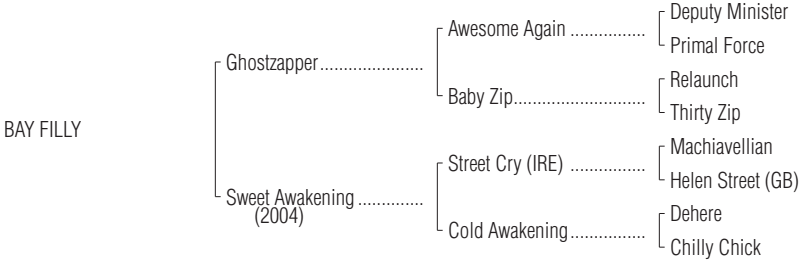 Deputy Minister
Awesome Again ................
Primal Force
Ghostzapper......................
Relaunch
Baby Zip............................
Thirty Zip
BAY FILLY
Machiavellian
Street Cry (IRE) ................
Helen Street (GB)
Sweet Awakening ..............
(2004)
Dehere
Cold Awakening................
Chilly Chick